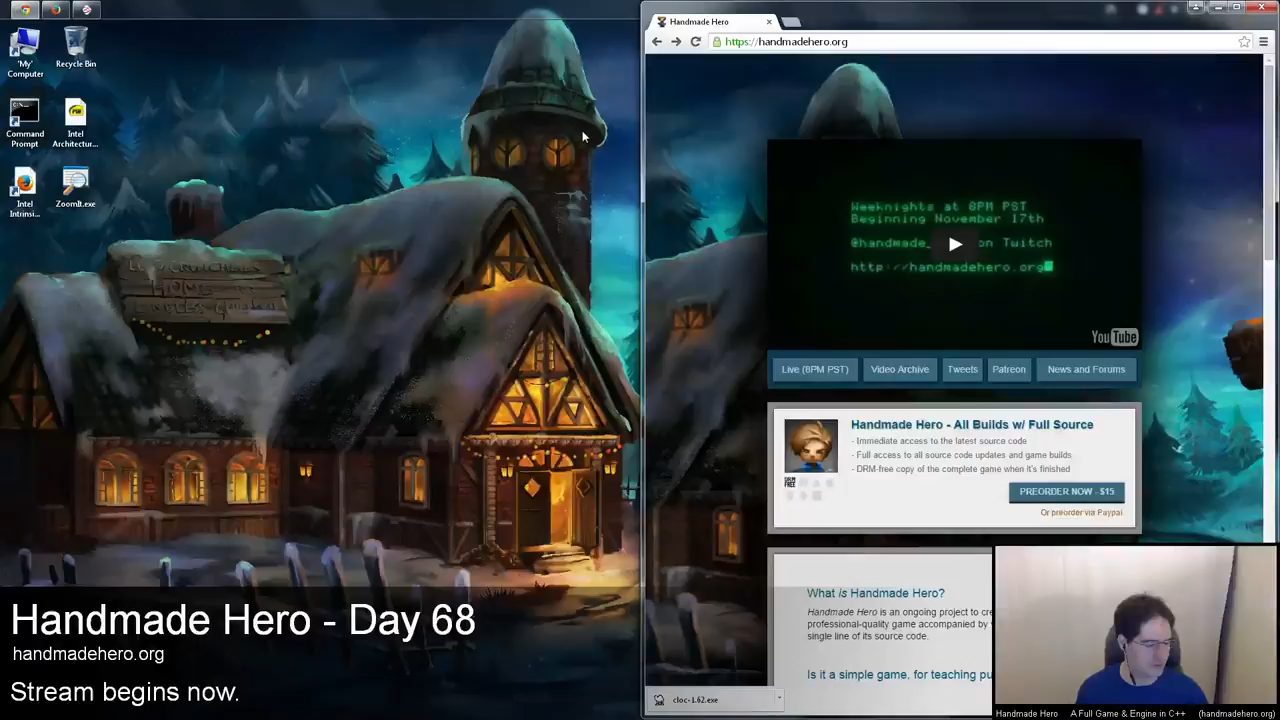 'My' Computer
Recycle Bin
Command Prompt
Intel Architectur...
Intel Intrinsi...
ZoomIt.exe
HOME
Handmade Hero - Day 68
handmadehero.org
Stream begins now.
Handmade Hero
https://handmadehero.org
Weeknights at 8PM PST
Beginning November 17th
@handmade_ on Twitch
http://handmadehero.org
YouTube
Live (8PM PST)
Video Archive
Tweets
Patreon
News and Forums
Handmade Hero - All Builds w/ Full Source
- Immediate access to the latest source code
- Full access to all source code updates and game builds
- DRM-free copy of the complete game when it's finished
DRM FREE
PREORDER NOW - $15
Or preorder via Paypal
What is Handmade Hero?
Handmade Hero is an ongoing project to cre
professional-quality game accompanied by
single line of its source code.
Is it a simple game, for teaching pu
cloc-1.62.exe
Handmade Hero A Full Game & Engine in C++ (handmadehero.org)